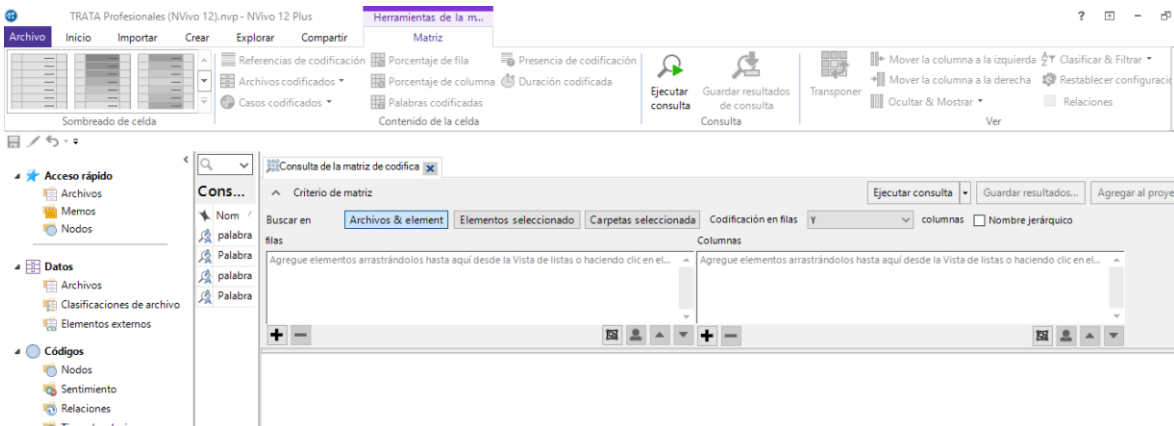 TRATA Profesionales (NVivo 12).nvp - NVivo 12 Plus
Herramientas de la m...
?
Archivo Inicio Importar Crear Explorar Compartir Matriz
Referencias de codificación Porcentaje de fila Presencia de codificación
Archivos codificados Porcentaje de columna Duración codificada
Casos codificados Palabras codificadas
Ejecutar consulta
Guardar resultados de consulta
Transponer
Mover la columna a la izquierda Clasificar & Filtrar
Mover la columna a la derecha Restablecer configuració
Ocultar & Mostrar Relaciones
Sombreado de celda Contenido de la celda Consulta Ver
Acceso rápido
Archivos
Memos
Nodos
Datos
Archivos
Clasificaciones de archivo
Elementos externos
Códigos
Nodos
Sentimiento
Relaciones
Cons...
Nom
palabra
Palabra
palabra
Palabra
Consulta de la matriz de codifica
Criterio de matriz Ejecutar consulta Guardar resultados... Agregar al proye
Buscar en Archivos & element Elementos seleccionado Carpetas seleccionada Codificación en filas Y columnas Nombre jerárquico
filas Columnas
Agregue elementos arrastrándolos hasta aquí desde la Vista de listas o haciendo clic en el...
Agregue elementos arrastrándolos hasta aquí desde la Vista de listas o haciendo clic en el...